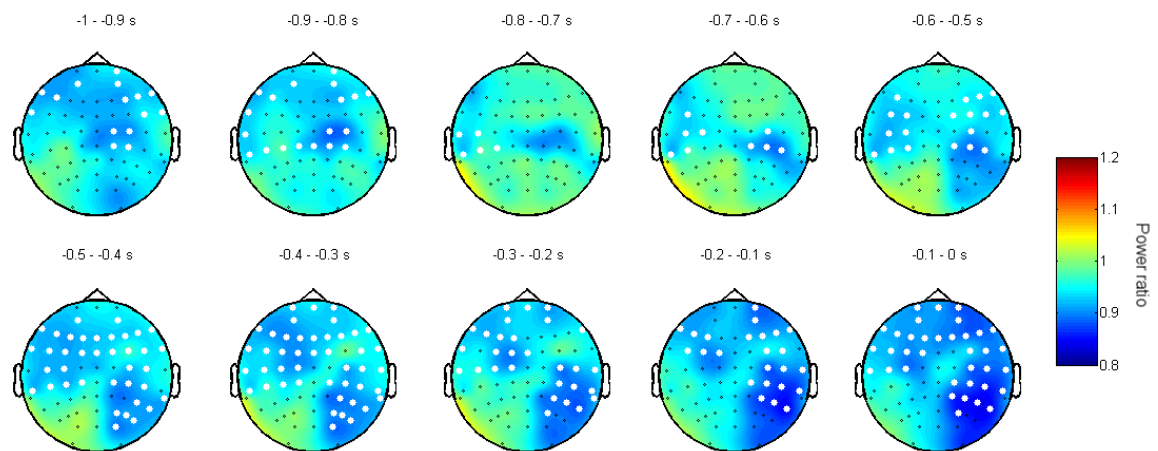 -1 - -0.9 s
-0.9 - -0.8 s
-0.8 - -0.7 s
-0.7 - -0.6 s
-0.6 - -0.5 s
-0.5 - -0.4 s
-0.4 - -0.3 s
-0.3 - -0.2 s
-0.2 - -0.1 s
-0.1 - 0 s
1.2
1.1
1
0.9
0.8
Power ratio